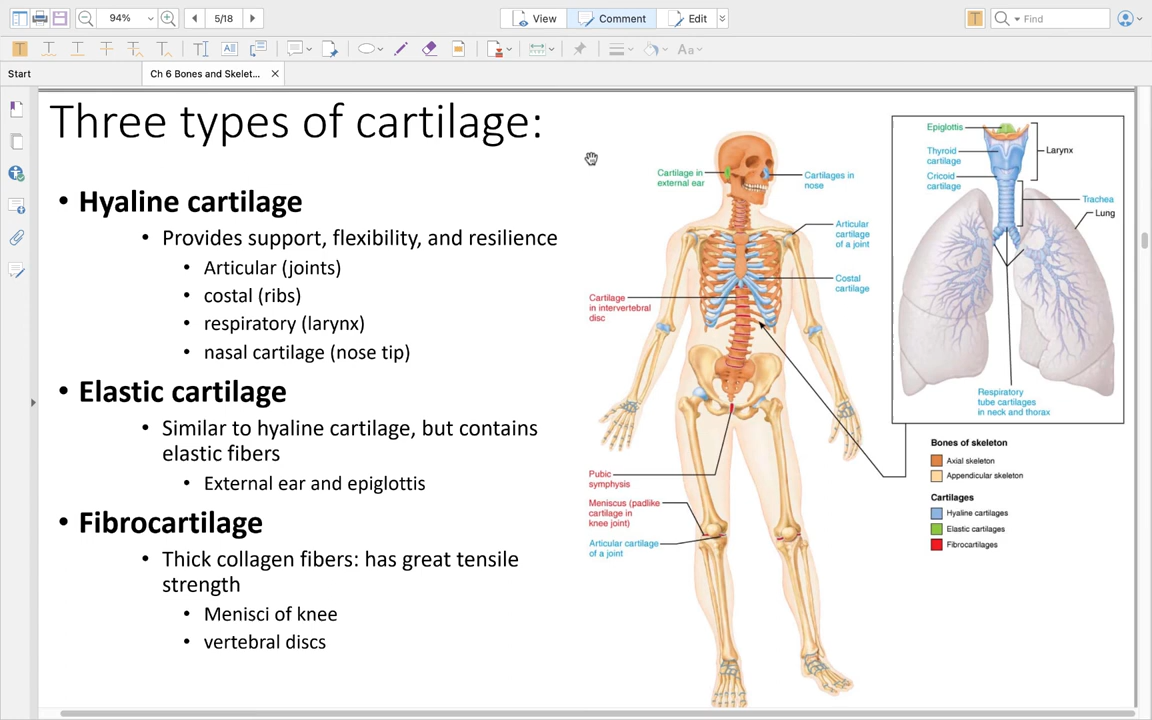 94%
5/18
View
Comment
Edit
T
Find
T T T T T T T A Aa
Start
Ch 6 Bones and Skelet...
Three types of cartilage:
• Hyaline cartilage
• Provides support, flexibility, and resilience
• Articular (joints)
• costal (ribs)
• respiratory (larynx)
• nasal cartilage (nose tip)
• Elastic cartilage
• Similar to hyaline cartilage, but contains
elastic fibers
• External ear and epiglottis
• Fibrocartilage
• Thick collagen fibers: has great tensile
strength
• Menisci of knee
• vertebral discs
Cartilage in
external ear
Cartilages in
nose
Articular
cartilage
of a joint
Costal
cartilage
Cartilage
in intervertebral
disc
Pubic
symphysis
Meniscus (padlike
cartilage in
knee joint)
Articular cartilage
of a joint
Epiglottis
Thyroid
cartilage
Cricoid
cartilage
Larynx
Trachea
Lung
Respiratory
tube cartilages
in neck and thorax
Bones of skeleton
Axial skeleton
Appendicular skeleton
Cartilages
Hyaline cartilages
Elastic cartilages
Fibrocartilages